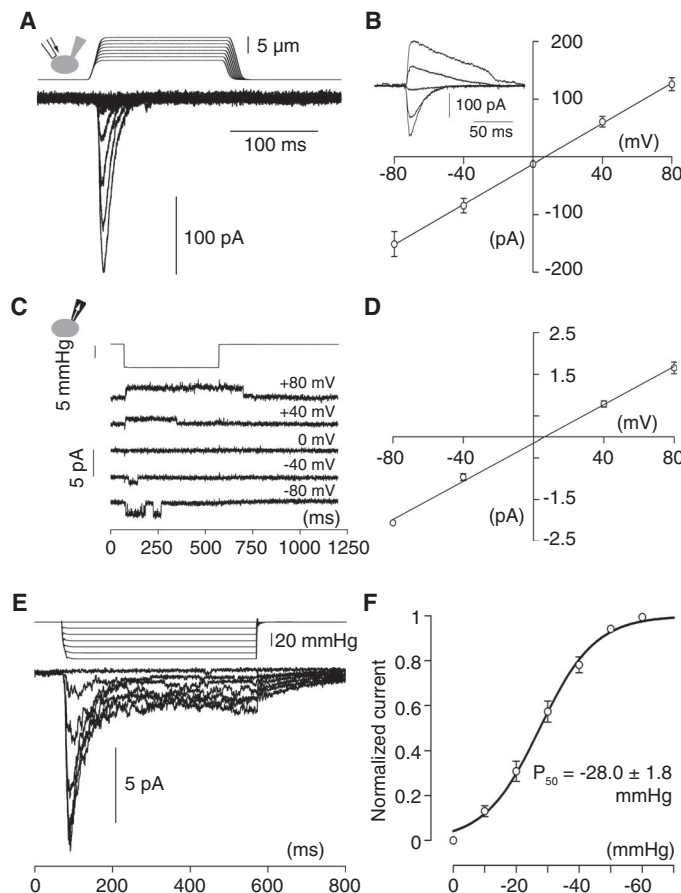 A
5 µm
100 ms
100 pA
B
100 pA
50 ms
200
100
(mV)
-80
-40
0
40
80
-100
(pA)
-200
C
5 mmHg
+80 mV
+40 mV
0 mV
5 pA
-40 mV
-80 mV
(ms)
0
250
500
750
1000
1250
D
2.5
1.5
(mV)
-80
-40
0
40
80
-1.5
(pA)
-2.5
E
20 mmHg
5 pA
(ms)
0
200
400
600
800
F
Normalized current
1
0.8
0.6
0.4
0.2
0
P50 = -28.0 ± 1.8
mmHg
(mmHg)
0
-20
-40
-60